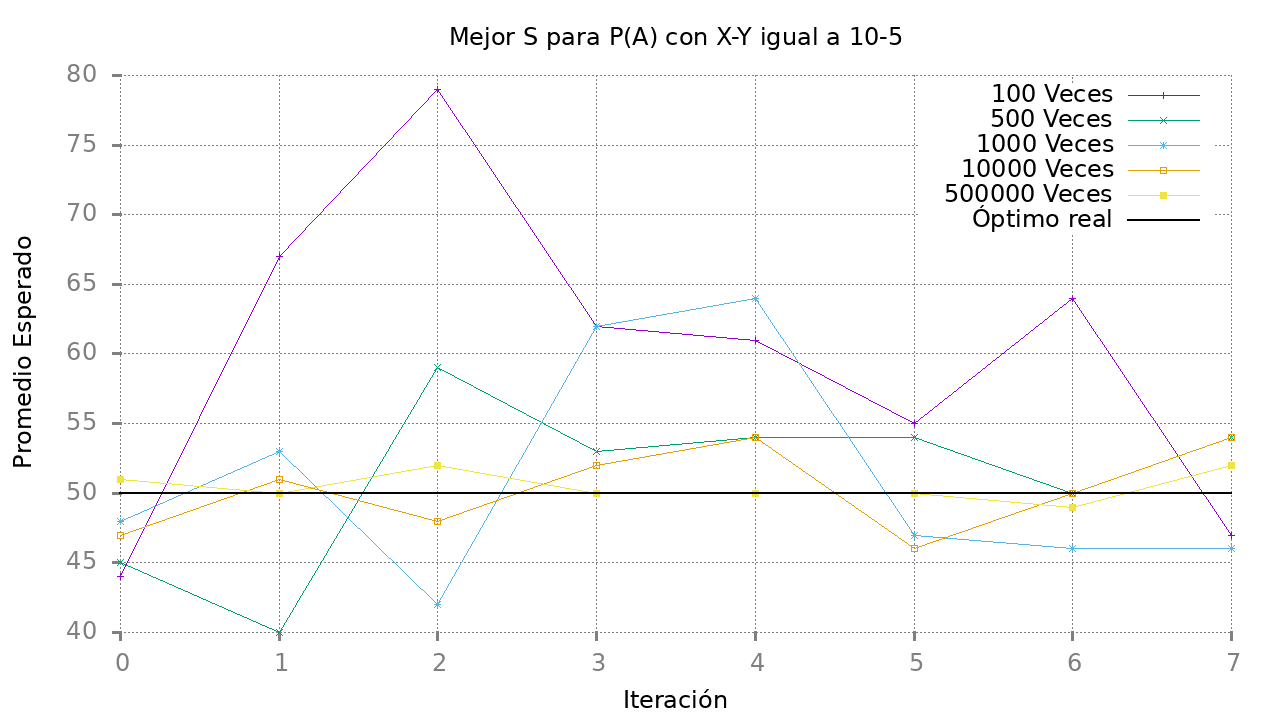 Mejor S para P(A) con X-Y igual a 10-5
80
75
70
65
60
55
50
45
40
Promedio Esperado
100 Veces
500 Veces
1000 Veces
10000 Veces
500000 Veces
Óptimo real
0 1 2 3 4 5 6 7
Iteración